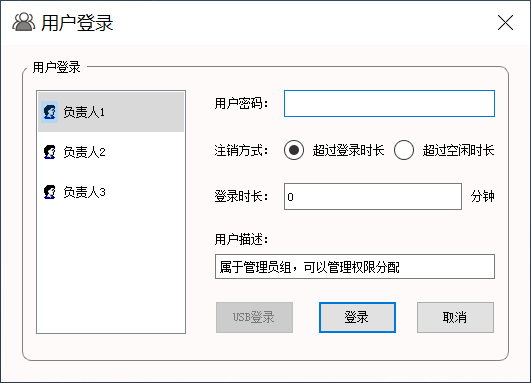 用户登录
用户登录
负责人1
负责人2
负责人3
用户密码：
注销方式： 超过登录时长 超过空闲时长
登录时长： 0 分钟
用户描述：
属于管理员组，可以管理权限分配
USB登录 登录 取消